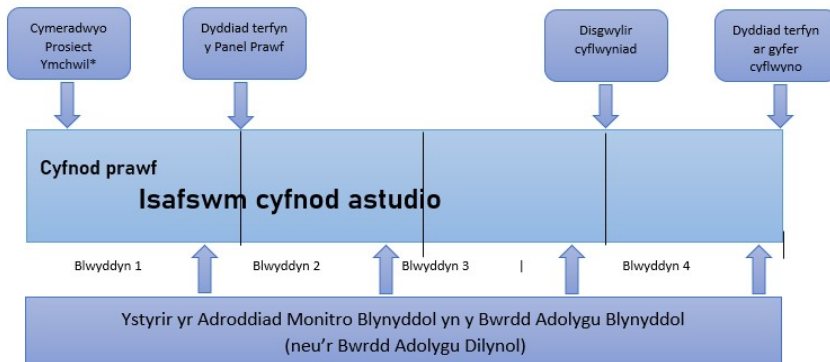 Cymeradwyo
Prosiect
Ymchwil*
Dyddiad terfyn
y Panel Prawf
Disgwylir
cyflwyniad
Dyddiad terfyn
ar gyfer
cyflwyno
Cyfnod prawf
Isafswm cyfnod astudio
Blwyddyn 1
Blwyddyn 2
Blwyddyn 3
|
Blwyddyn 4
Ystyrir yr Adroddiad Monitro Blynyddol yn y Bwrdd Adolygu Blynyddol
(neu'r Bwrdd Adolygu Dilynol)